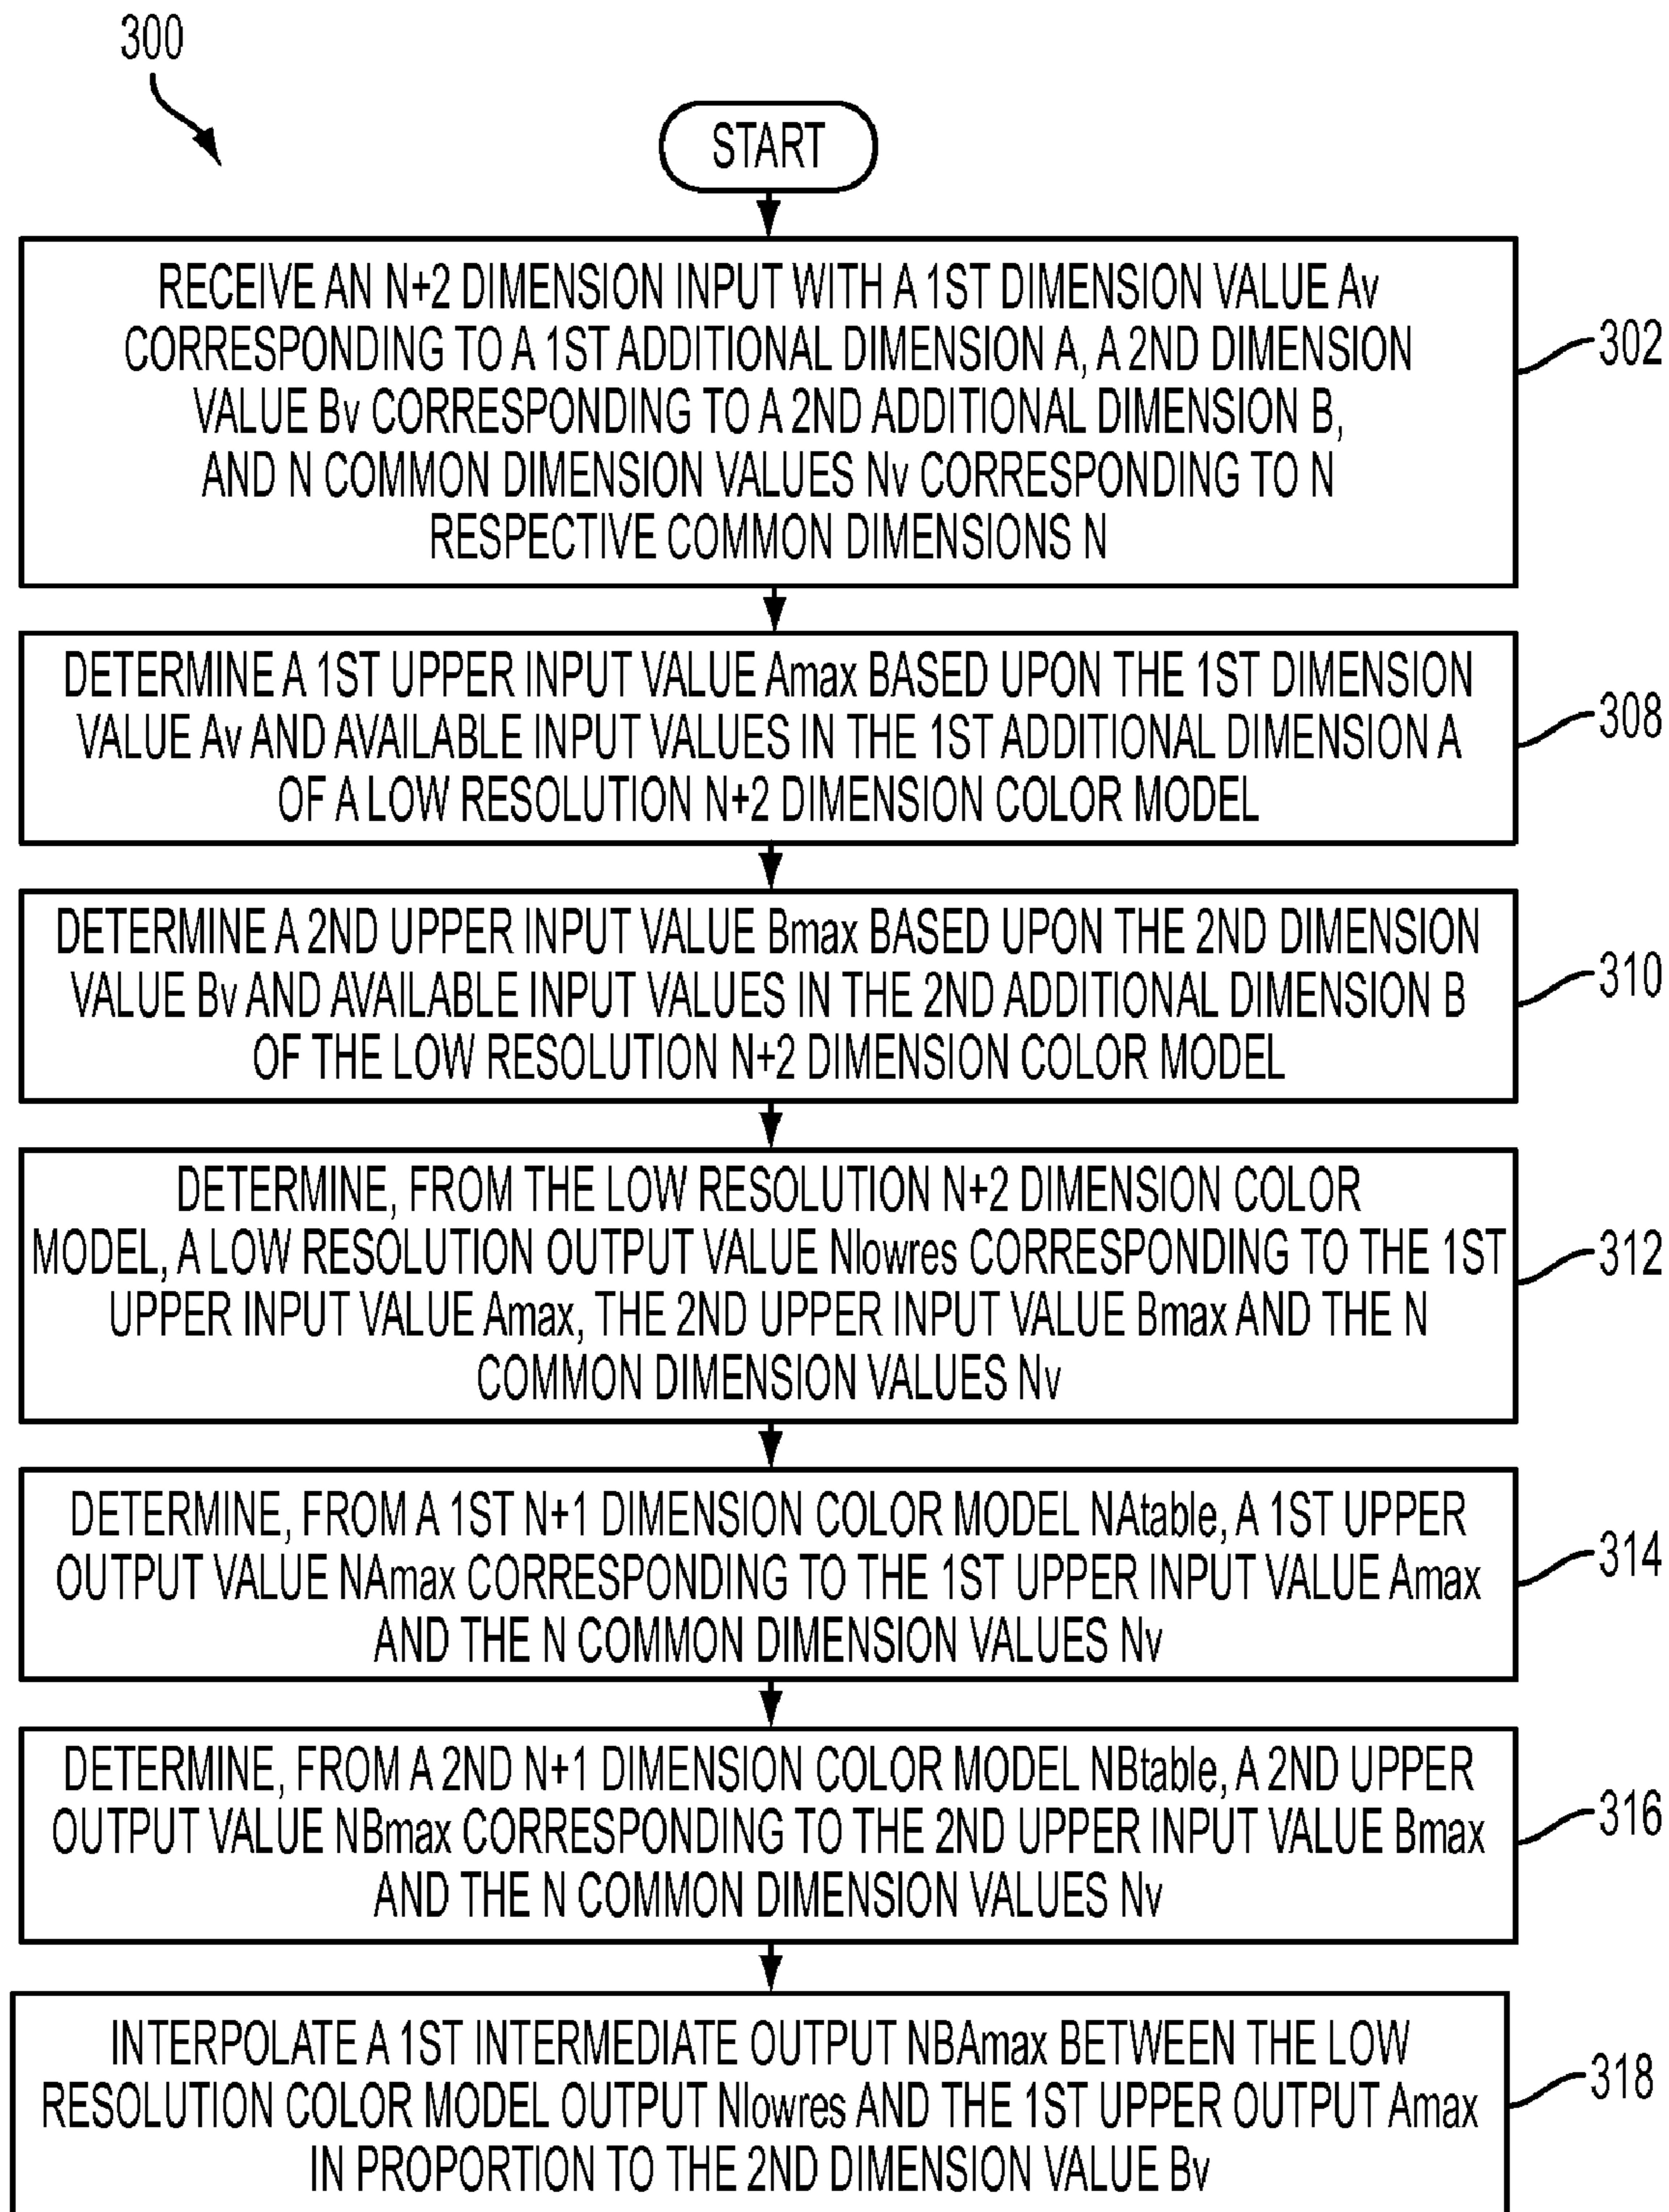 300
START
RECEIVE AN N+2 DIMENSION INPUT WITH A 1ST DIMENSION VALUE Av
CORRESPONDING TO A 1ST ADDITIONAL DIMENSION A, A 2ND DIMENSION
VALUE Bv CORRESPONDING TO A 2ND ADDITIONAL DIMENSION B,
AND N COMMON DIMENSION VALUES Nv CORRESPONDING TO N
RESPECTIVE COMMON DIMENSIONS N
302
DETERMINE A 1ST UPPER INPUT VALUE Amax BASED UPON THE 1ST DIMENSION
VALUE Av AND AVAILABLE INPUT VALUES IN THE 1ST ADDITIONAL DIMENSION A
OF A LOW RESOLUTION N+2 DIMENSION COLOR MODEL
308
DETERMINE A 2ND UPPER INPUT VALUE Bmax BASED UPON THE 2ND DIMENSION
VALUE Bv AND AVAILABLE INPUT VALUES IN THE 2ND ADDITIONAL DIMENSION B
OF THE LOW RESOLUTION N+2 DIMENSION COLOR MODEL
310
DETERMINE, FROM THE LOW RESOLUTION N+2 DIMENSION COLOR
MODEL, A LOW RESOLUTION OUTPUT VALUE Nlowres CORRESPONDING TO THE 1ST
UPPER INPUT VALUE Amax, THE 2ND UPPER INPUT VALUE Bmax AND THE N
COMMON DIMENSION VALUES Nv
312
DETERMINE, FROM A 1ST N+1 DIMENSION COLOR MODEL NAtable, A 1ST UPPER
OUTPUT VALUE NAmax CORRESPONDING TO THE 1ST UPPER INPUT VALUE Amax
AND THE N COMMON DIMENSION VALUES Nv
314
DETERMINE, FROM A 2ND N+1 DIMENSION COLOR MODEL NBtable, A 2ND UPPER
OUTPUT VALUE NBmax CORRESPONDING TO THE 2ND UPPER INPUT VALUE Bmax
AND THE N COMMON DIMENSION VALUES Nv
316
INTERPOLATE A 1ST INTERMEDIATE OUTPUT NBAmax BETWEEN THE LOW
RESOLUTION COLOR MODEL OUTPUT Nlowres AND THE 1ST UPPER OUTPUT Amax
IN PROPORTION TO THE 2ND DIMENSION VALUE Bv
318